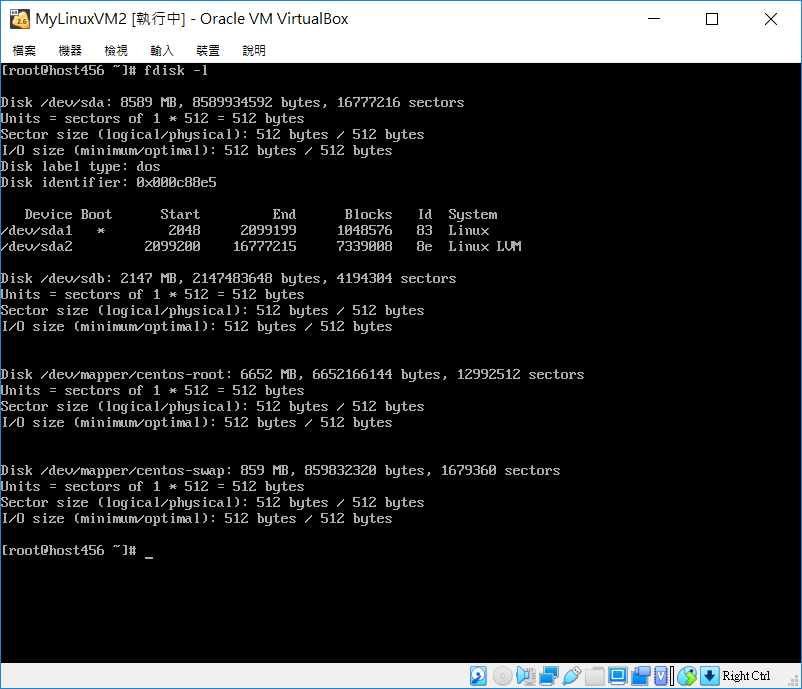 MyLinuxVM2 [執行中] - Oracle VM VirtualBox
檔案 機器 檢視 輸入 裝置 說明
[root@host456 ~]# fdisk -l
Disk /dev/sda: 8589 MB, 8589934592 bytes, 16777216 sectors
Units = sectors of 1 * 512 = 512 bytes
Sector size (logical/physical): 512 bytes / 512 bytes
I/O size (minimum/optimal): 512 bytes / 512 bytes
Disk label type: dos
Disk identifier: 0x000c88e5
Device Boot Start End Blocks Id System
/dev/sda1 * 2048 2099199 1048576 83 Linux
/dev/sda2 2099200 16777215 7339008 8e Linux LVM
Disk /dev/sdb: 2147 MB, 2147483648 bytes, 4194304 sectors
Units = sectors of 1 * 512 = 512 bytes
Sector size (logical/physical): 512 bytes / 512 bytes
I/O size (minimum/optimal): 512 bytes / 512 bytes
Disk /dev/mapper/centos-root: 6652 MB, 6652166144 bytes, 12992512 sectors
Units = sectors of 1 * 512 = 512 bytes
Sector size (logical/physical): 512 bytes / 512 bytes
I/O size (minimum/optimal): 512 bytes / 512 bytes
Disk /dev/mapper/centos-swap: 859 MB, 859832320 bytes, 1679360 sectors
Units = sectors of 1 * 512 = 512 bytes
Sector size (logical/physical): 512 bytes / 512 bytes
I/O size (minimum/optimal): 512 bytes / 512 bytes
[root@host456 ~]# _
Right Ctrl